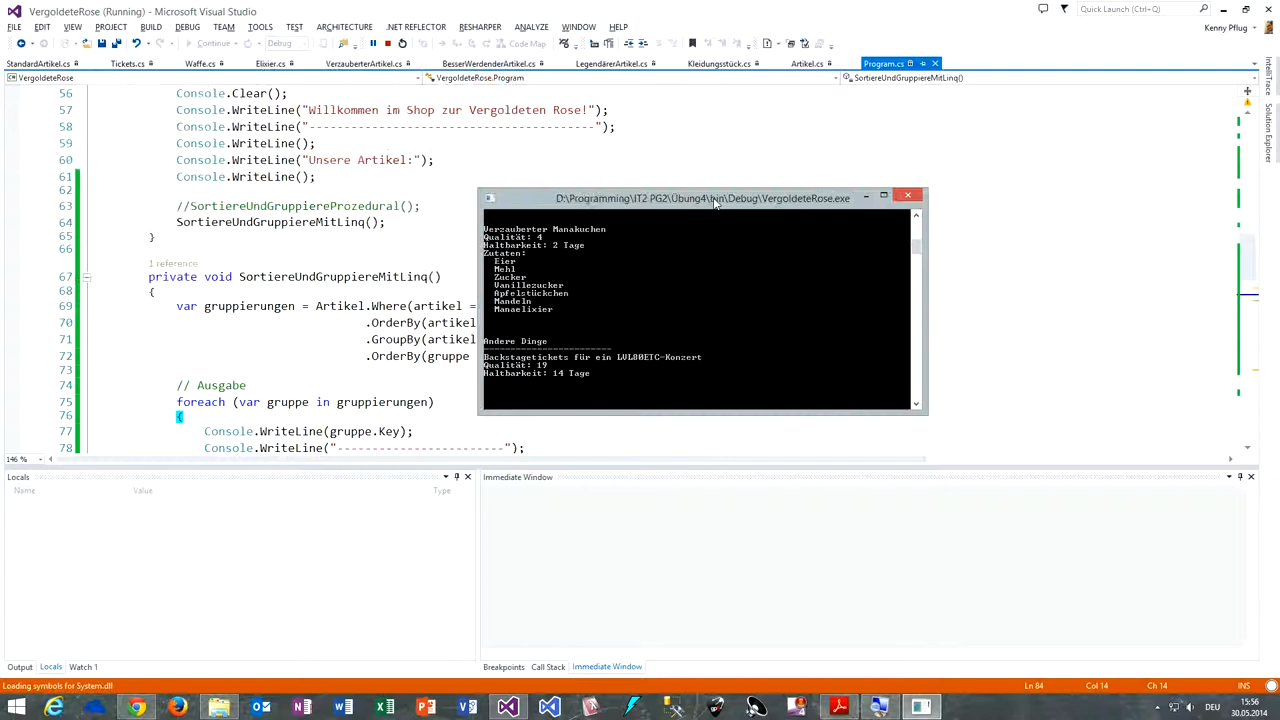 VergoldeteRose (Running) - Microsoft Visual Studio
Quick Launch (Ctrl+Q)
FILE EDIT VIEW PROJECT BUILD DEBUG TEAM TOOLS TEST ARCHITECTURE .NET REFLECTOR RESHARPER ANALYZE WINDOW HELP
Kenny Pflug
Continue Debug Code Map
StandardArtikel.cs Tickets.cs Waffe.cs Elixier.cs VerzauberterArtikel.cs BesserWerdenderArtikel.cs LegendärerArtikel.cs Kleidungsstück.cs Artikel.cs Program.cs
VergoldeteRose VergoldeteRose.Program SortiereUndGruppiereMitLinq()
56 Console.Clear();
57 Console.WriteLine("Willkommen im Shop zur Vergoldeten Rose!");
58 Console.WriteLine("----------------------------------------");
59 Console.WriteLine();
60 Console.WriteLine("Unsere Artikel:");
61 Console.WriteLine();
62
63 //SortiereUndGruppiereProzedural();
64 SortiereUndGruppiereMitLinq();
65 }
66
1 reference
67 private void SortiereUndGruppiereMitLinq()
68 {
69 var gruppierungen = Artikel.Where(artikel =
70 .OrderBy(artikel
71 .GroupBy(artikel
72 .OrderBy(gruppe
74 // Ausgabe
75 foreach (var gruppe in gruppierungen)
76 {
77 Console.WriteLine(gruppe.Key);
78 Console.WriteLine("------------------------");
146 %
D:\Programming\IT2 PG2\Übung4\bin\Debug\VergoldeteRose.exe
Verzauberter Manakuchen
Qualität: 4
Haltbarkeit: 2 Tage
Zutaten:
Eier
Mehl
Zucker
Vanillezucker
Apfelstückchen
Mandeln
Manaelixier
Andere Dinge
------------------------
Backstagetickets für ein LVL80ETC-Konzert
Qualität: 19
Haltbarkeit: 14 Tage
IntelliTrace
Solution Explorer
Locals
Name Value Type
Immediate Window
Output Locals Watch 1
Breakpoints Call Stack Immediate Window
Loading symbols for System.dll
Ln 84 Col 14 Ch 14 INS
DEU
15:56
30.05.2014